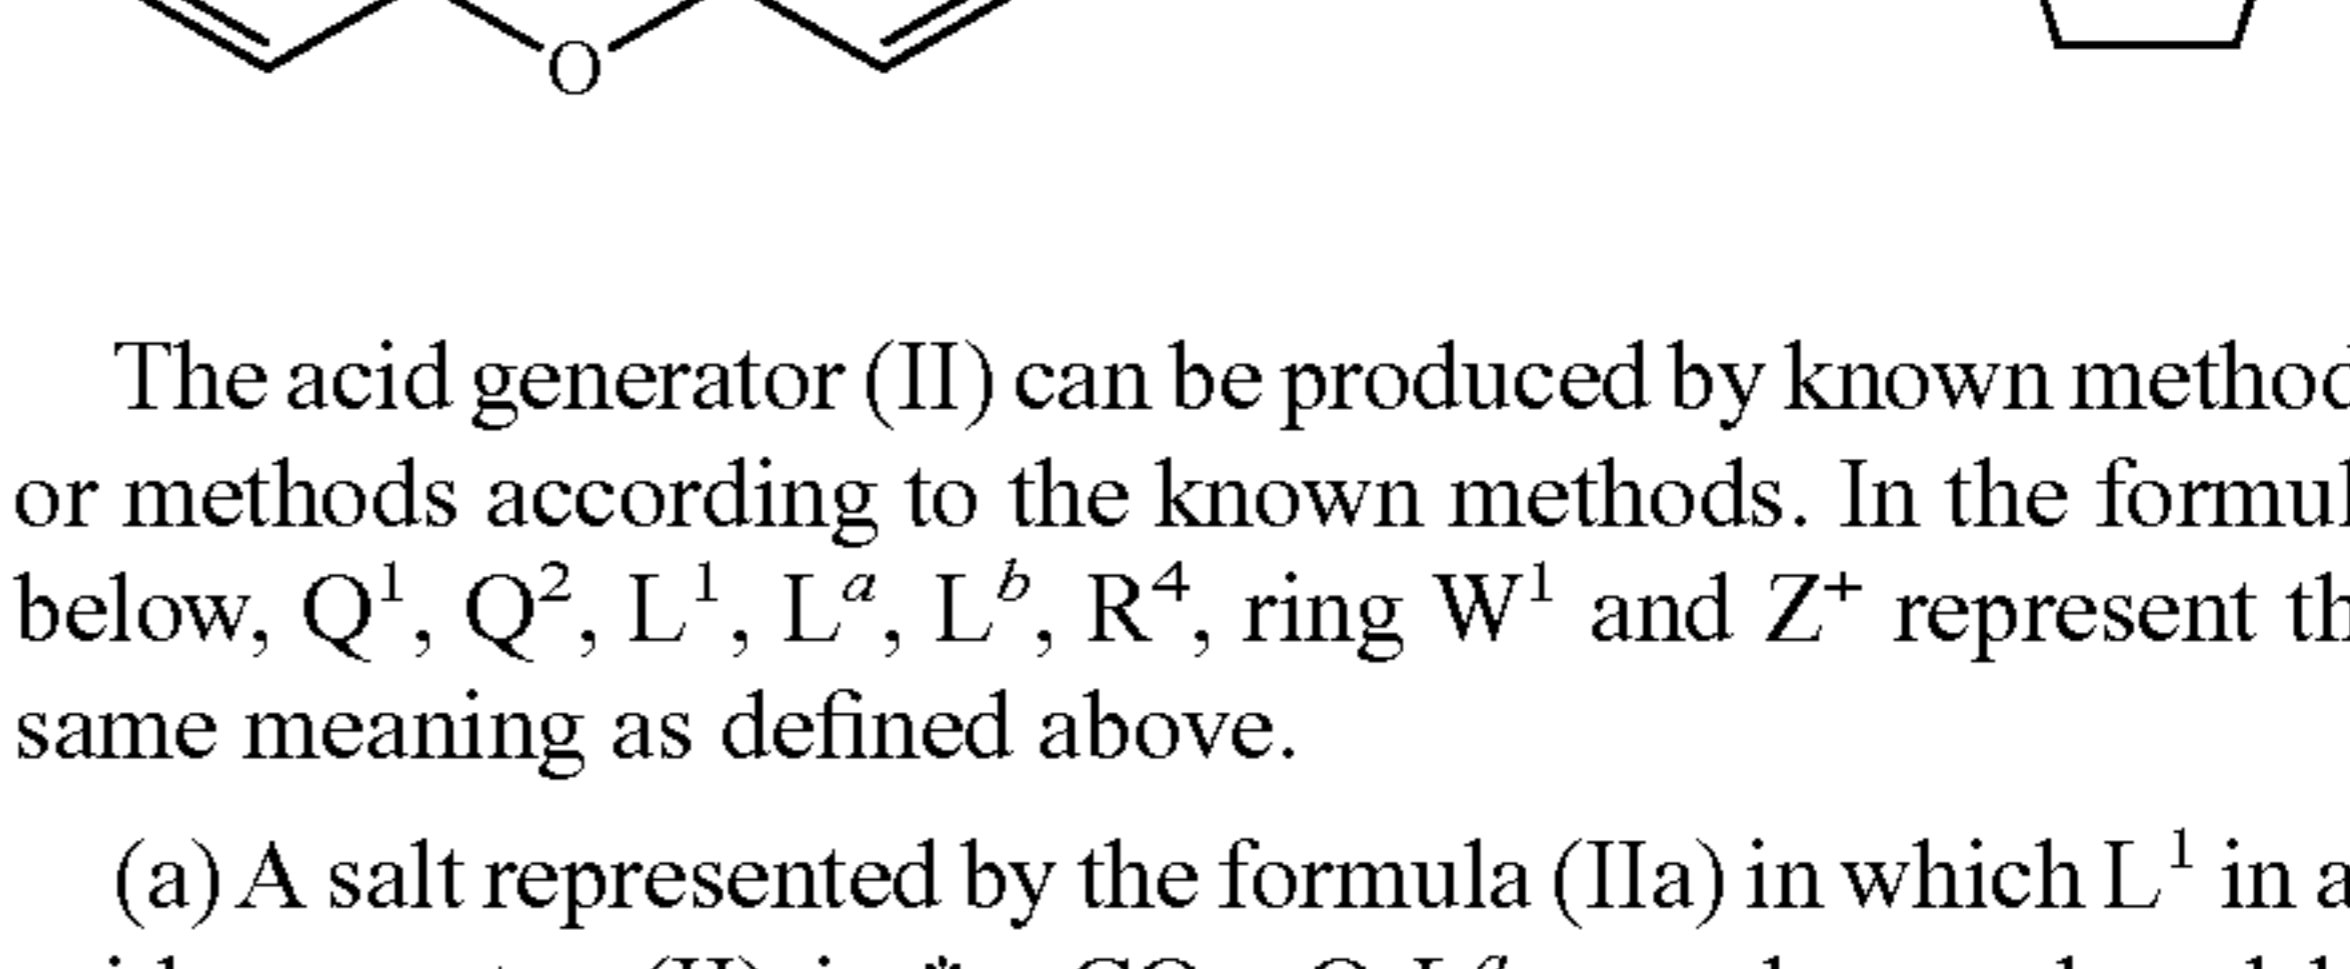 O
The acid generator (II) can be produced by known
or methods according to the known methods. In the
below, Q¹, Q², L¹, Lᵃ, Lᵇ, R⁴, ring W¹ and Z⁺ represent
same meaning as defined above.
(a) A salt represented by the formula (IIa) in which L¹ in